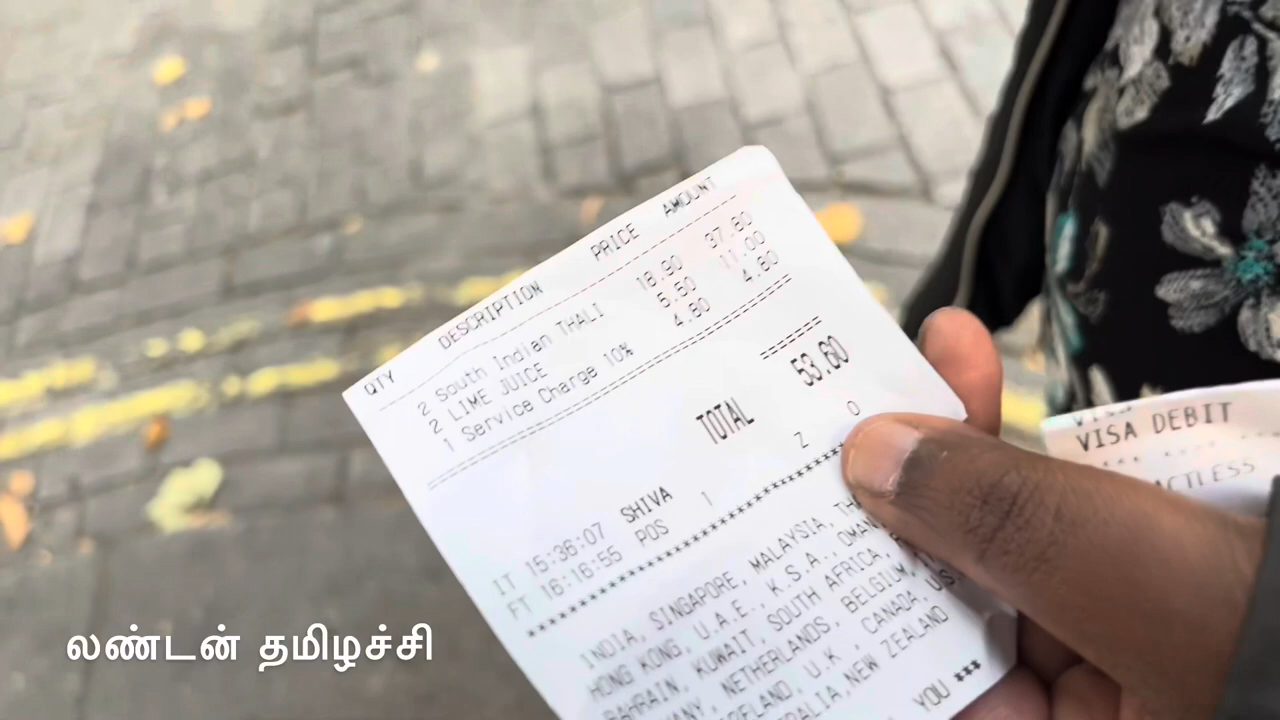 QTY DESCRIPTION PRICE AMOUNT
2 South Indian THALI 18.90 37.80
2 LIME JUICE 5.50 11.00
1 Service Charge 10% 4.80 4.80
TOTAL 53.60
2 0
IT 15:36:07 SHIVA
FT 16:16:55 POS 1
INDIA, SINGAPORE, MALAYSIA,
HONG KONG, U.A.E., K.S.A., OMAN
BAHRAIN, KUWAIT, SOUTH AFRICA,
NETHERLANDS, BELGIUM,
U.K, CANADA, U.S.
NEW ZEALAND
YOU ***
VISA
VISA DEBIT
லண்டன் தமிழச்சி